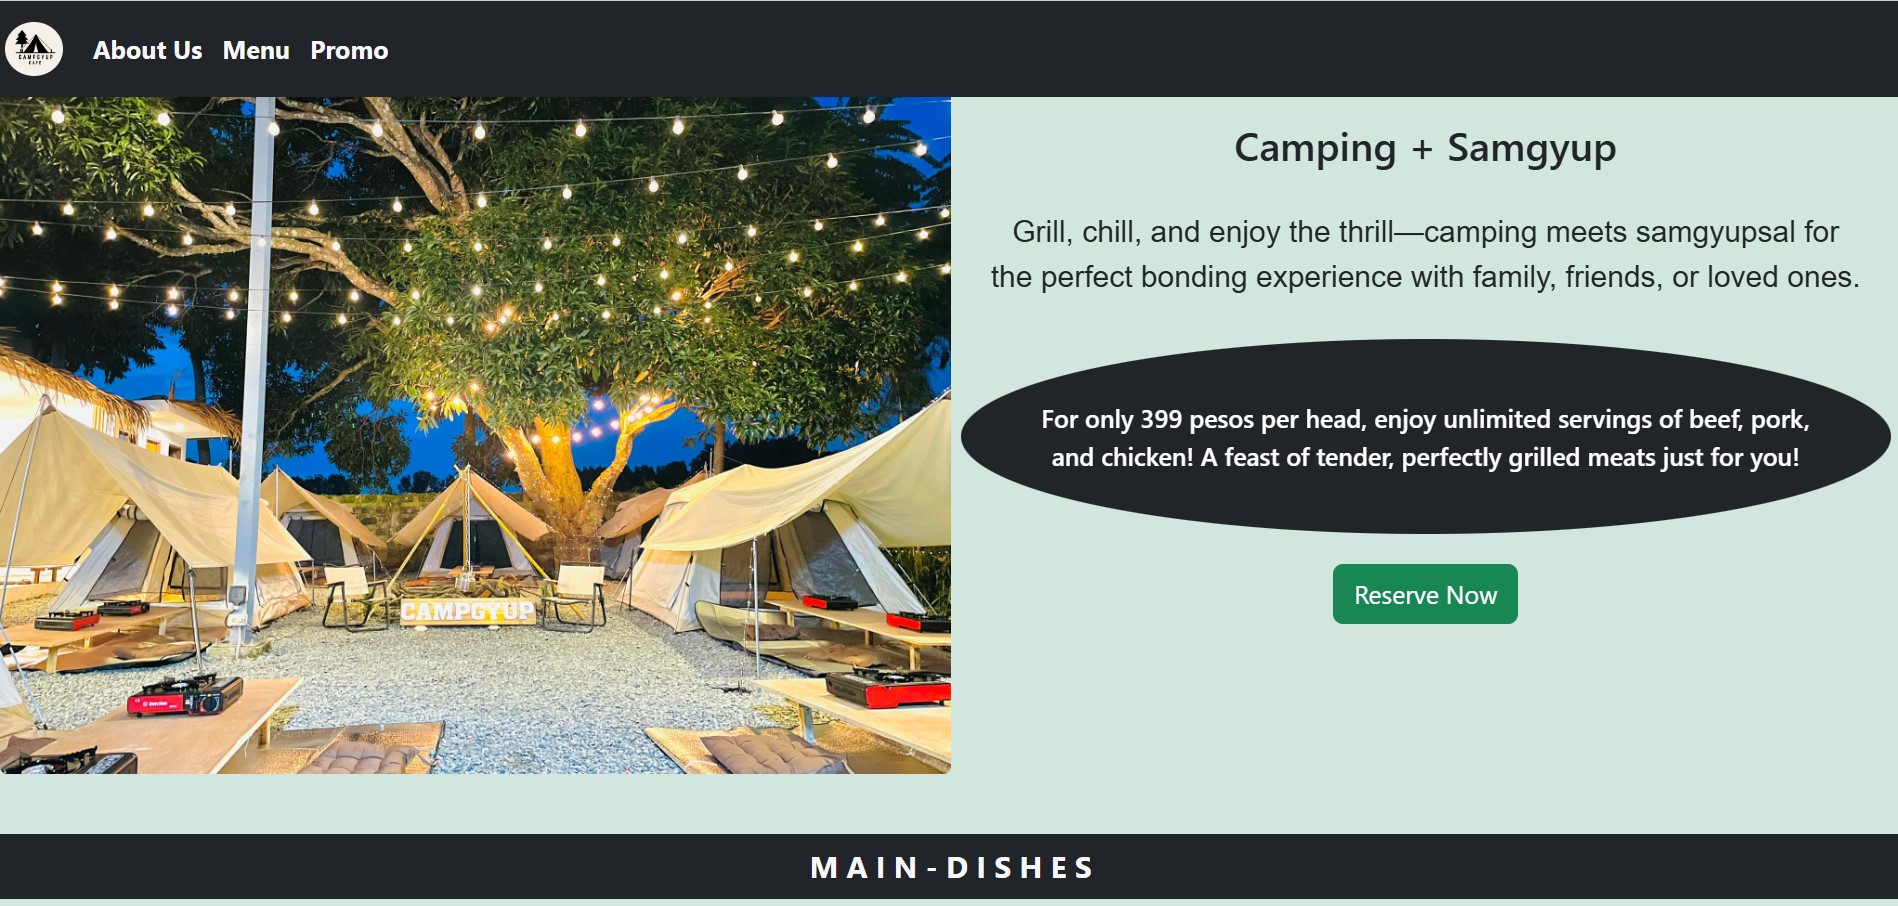 CAMPGYUP
CAFE
About Us Menu Promo
Camping + Samgyup
Grill, chill, and enjoy the thrill—camping meets samgyupsal for
the perfect bonding experience with family, friends, or loved ones.
For only 399 pesos per head, enjoy unlimited servings of beef, pork,
and chicken! A feast of tender, perfectly grilled meats just for you!
Reserve Now
CAMPGYUP
MAIN-DISHES